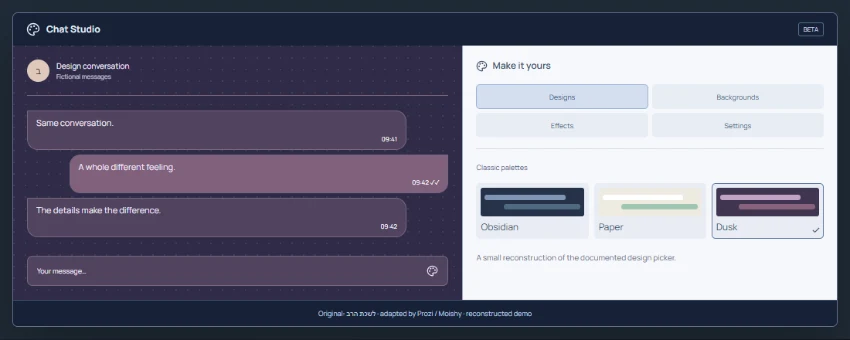 Chat Studio
BETA
ב
Design conversation
Fictional messages
Same conversation.
09:41
A whole different feeling.
09:42 ✓✓
The details make the difference.
09:42
Your message...
Make it yours
Designs
Backgrounds
Effects
Settings
Classic palettes
Obsidian
Paper
Dusk
A small reconstruction of the documented design picker.
Original: לשכת הרב · adapted by Prozi / Moishy · reconstructed demo